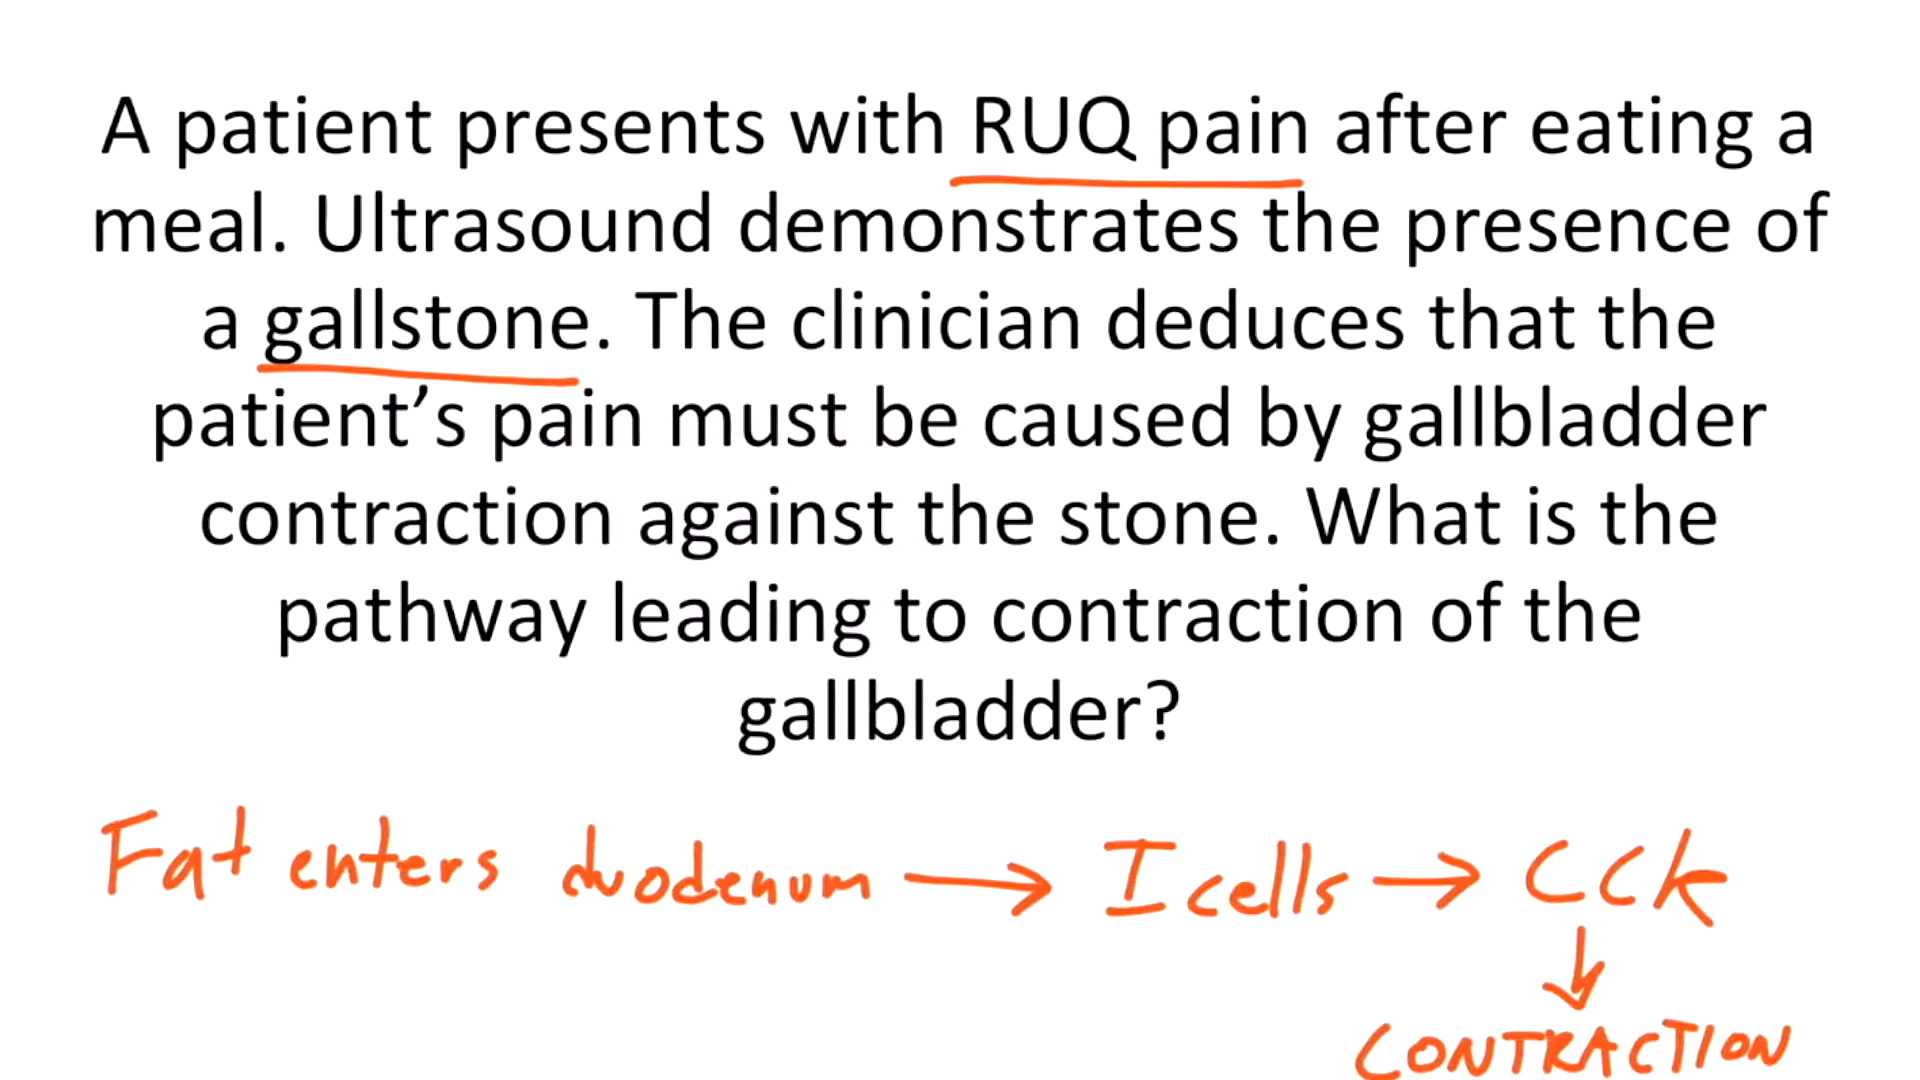 A patient presents with RUQ pain after eating a
meal. Ultrasound demonstrates the presence of
a gallstone. The clinician deduces that the
patient’s pain must be caused by gallbladder
contraction against the stone. What is the
pathway leading to contraction of the
gallbladder?
Fat enters duodenum → I cells → CCK
↓
CONTRACTION